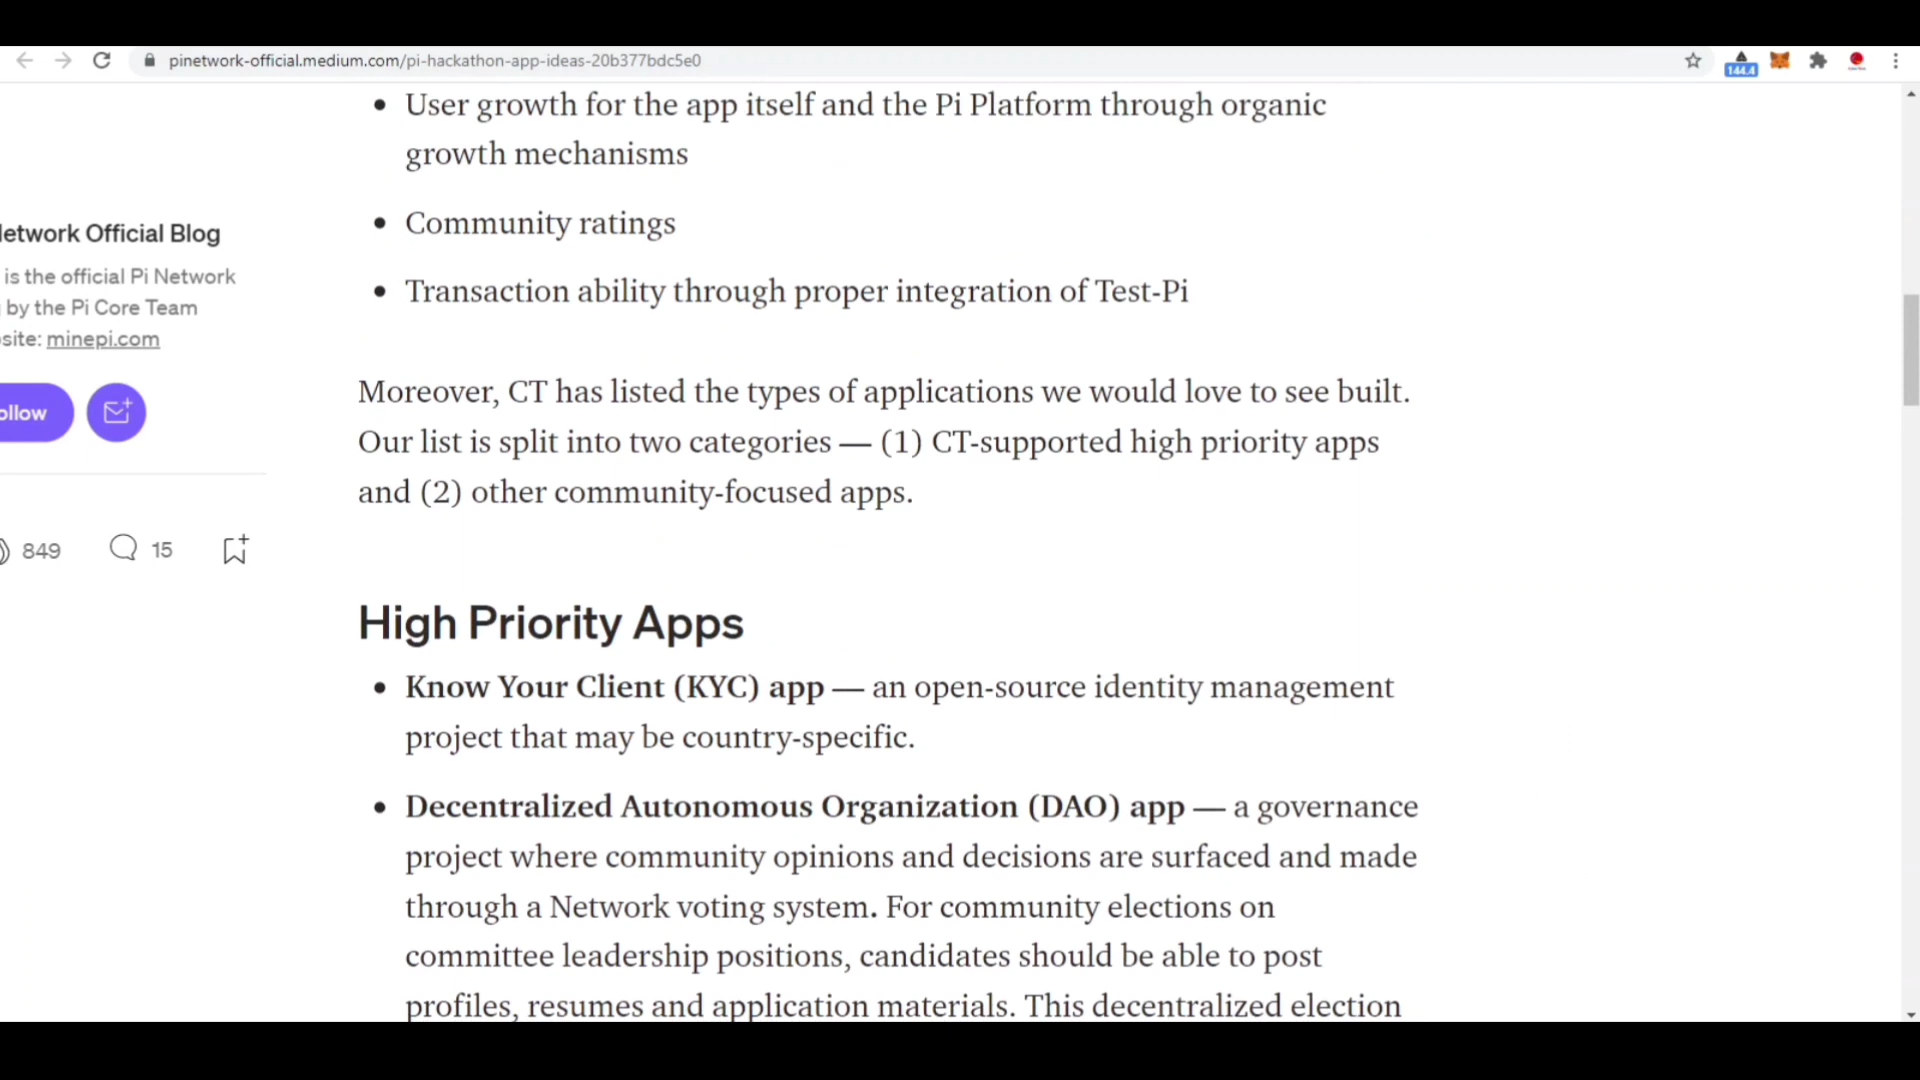 pinetwork-official.medium.com/pi-hackathon-app-ideas-20b377bdc5e0
144.4
• User growth for the app itself and the Pi Platform through organic
growth mechanisms
• Community ratings
• Transaction ability through proper integration of Test-Pi
etwork Official Blog
is the official Pi Network
by the Pi Core Team
site: minepi.com
ollow
849
15
Moreover, CT has listed the types of applications we would love to see built.
Our list is split into two categories — (1) CT-supported high priority apps
and (2) other community-focused apps.
High Priority Apps
• Know Your Client (KYC) app — an open-source identity management
project that may be country-specific.
• Decentralized Autonomous Organization (DAO) app — a governance
project where community opinions and decisions are surfaced and made
through a Network voting system. For community elections on
committee leadership positions, candidates should be able to post
profiles, resumes and application materials. This decentralized election